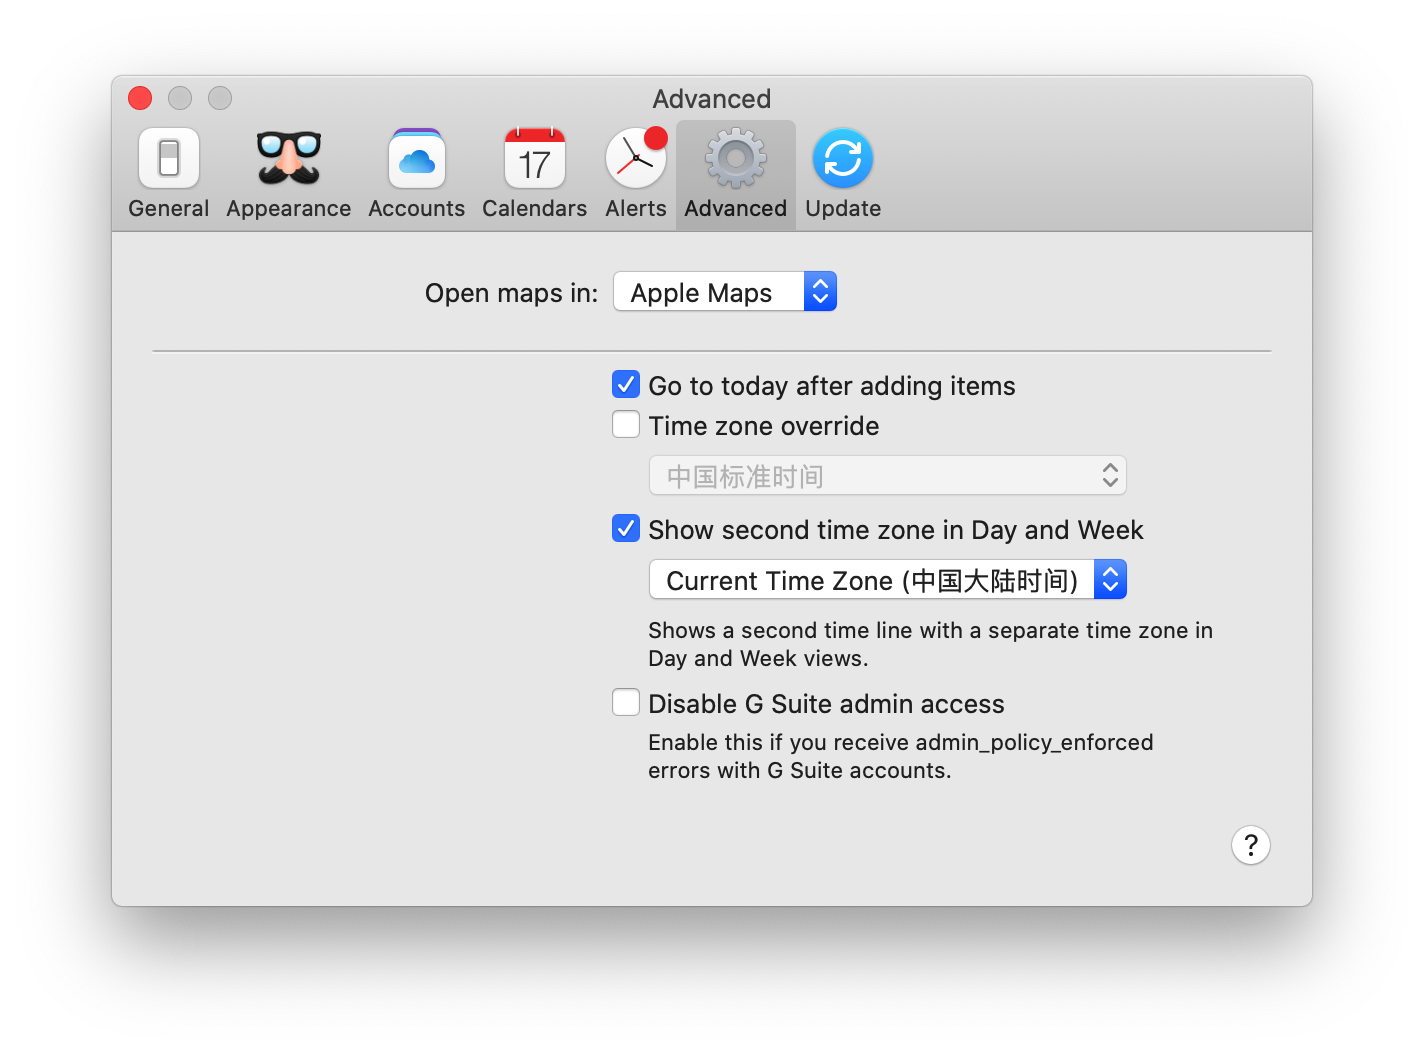 Advanced
General Appearance Accounts Calendars Alerts Advanced Update
17
Open maps in: Apple Maps
Go to today after adding items
Time zone override
中国标准时间
Show second time zone in Day and Week
Current Time Zone (中国大陆时间)
Shows a second time line with a separate time zone in
Day and Week views.
Disable G Suite admin access
Enable this if you receive admin_policy_enforced
errors with G Suite accounts.
?